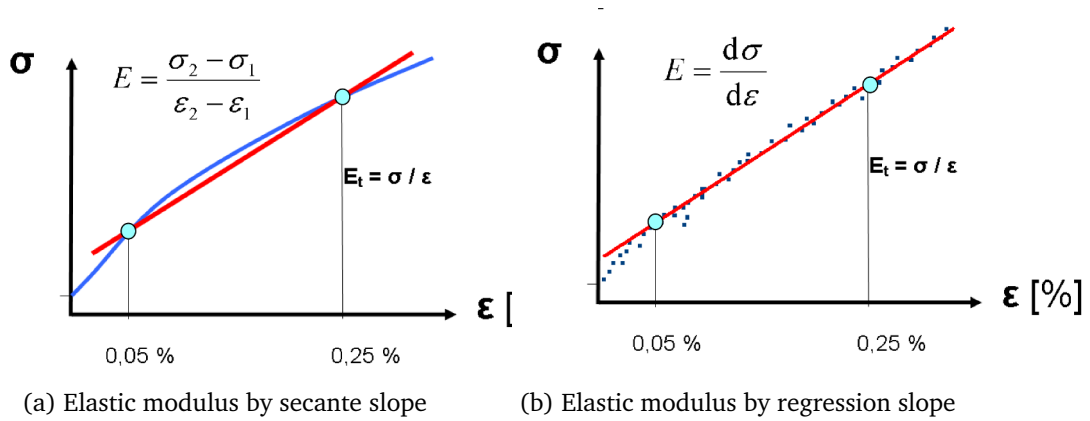 σ
E = (σ₂ − σ₁) / (ε₂ − ε₁)
Eₜ = σ / ε
ε [
0,05 %
0,25 %
(a) Elastic modulus by secante slope
σ
E = dσ / dε
Eₜ = σ / ε
ε [%]
0,05 %
0,25 %
(b) Elastic modulus by regression slope